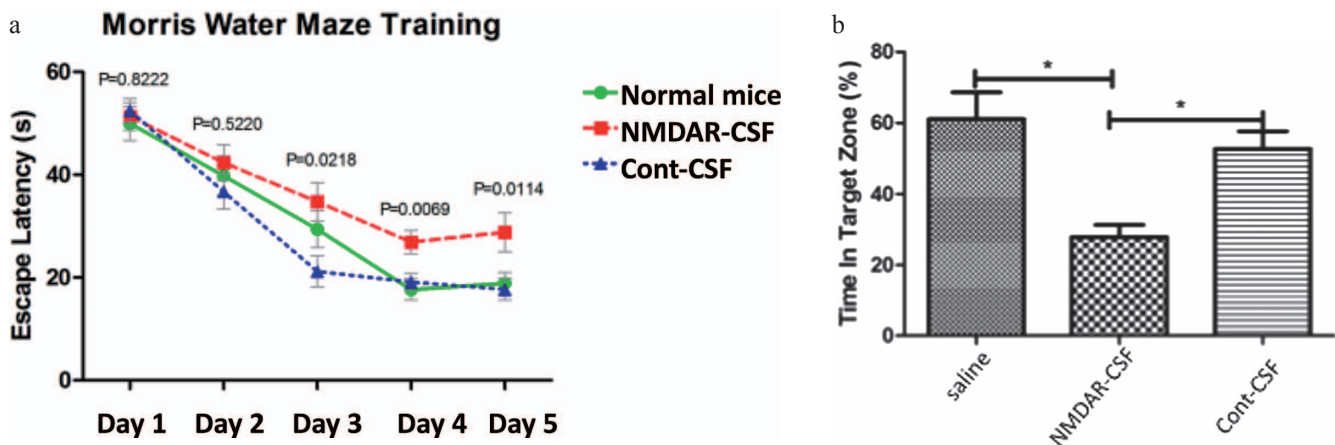 a
Morris Water Maze Training
Escape Latency (s)
60
40
20
0
P=0.8222
P=0.5220
P=0.0218
P=0.0069
P=0.0114
Normal mice
NMDAR-CSF
Cont-CSF
Day 1 Day 2 Day 3 Day 4 Day 5
b
Time In Target Zone (%)
80
60
40
20
0
* 
*
saline
NMDAR-CSF
Cont-CSF